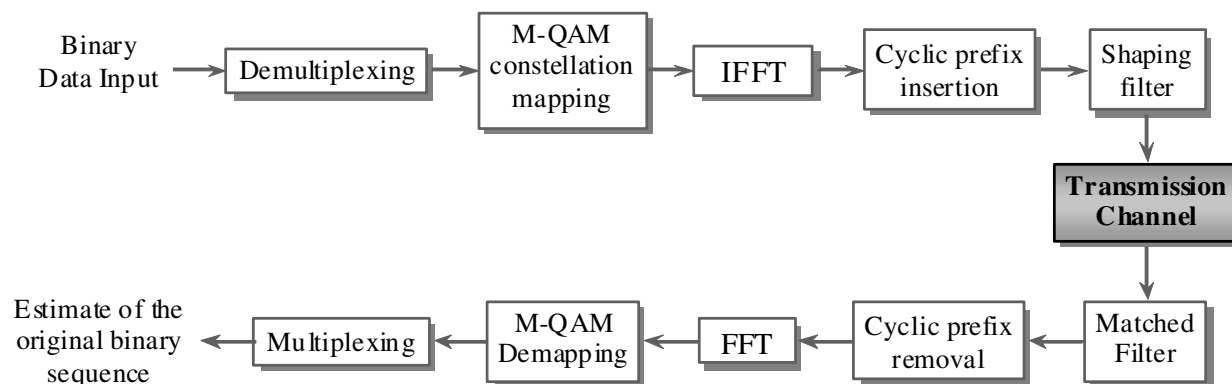 Binary
Data Input
Demultiplexing
M-QAM
constellation
mapping
IFFT
Cyclic prefix
insertion
Shaping
filter
Transmission
Channel
Matched
Filter
Cyclic prefix
removal
FFT
M-QAM
Demapping
Multiplexing
Estimate of the
original binary
sequence